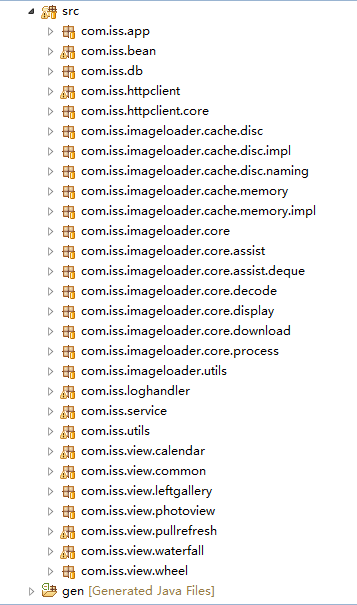 src
com.iss.app
com.iss.bean
com.iss.db
com.iss.httpclient
com.iss.httpclient.core
com.iss.imageloader.cache.disc
com.iss.imageloader.cache.disc.impl
com.iss.imageloader.cache.disc.naming
com.iss.imageloader.cache.memory
com.iss.imageloader.cache.memory.impl
com.iss.imageloader.core
com.iss.imageloader.core.assist
com.iss.imageloader.core.assist.deque
com.iss.imageloader.core.decode
com.iss.imageloader.core.display
com.iss.imageloader.core.download
com.iss.imageloader.core.process
com.iss.imageloader.utils
com.iss.loghandler
com.iss.service
com.iss.utils
com.iss.view.calendar
com.iss.view.common
com.iss.view.leftgallery
com.iss.view.photoview
com.iss.view.pullrefresh
com.iss.view.waterfall
com.iss.view.wheel
gen [Generated Java Files]